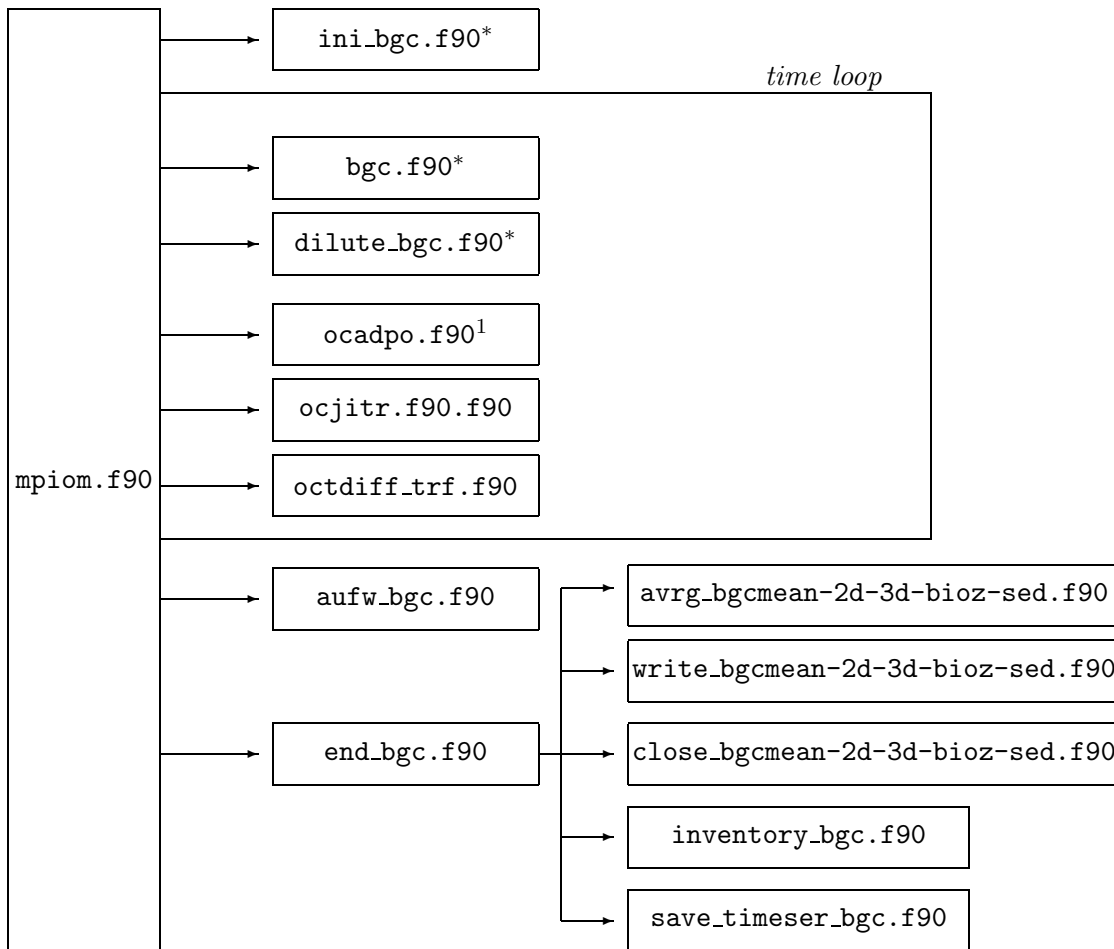 ini_bgc.f90*
time loop
bgc.f90*
dilute_bgc.f90*
ocadpo.f90¹
ocjitr.f90.f90
mpiom.f90
octdiff_trf.f90
aufw_bgc.f90
avrg_bgcmean-2d-3d-bioz-sed.f90
write_bgcmean-2d-3d-bioz-sed.f90
end_bgc.f90
close_bgcmean-2d-3d-bioz-sed.f90
inventory_bgc.f90
save_timeser_bgc.f90